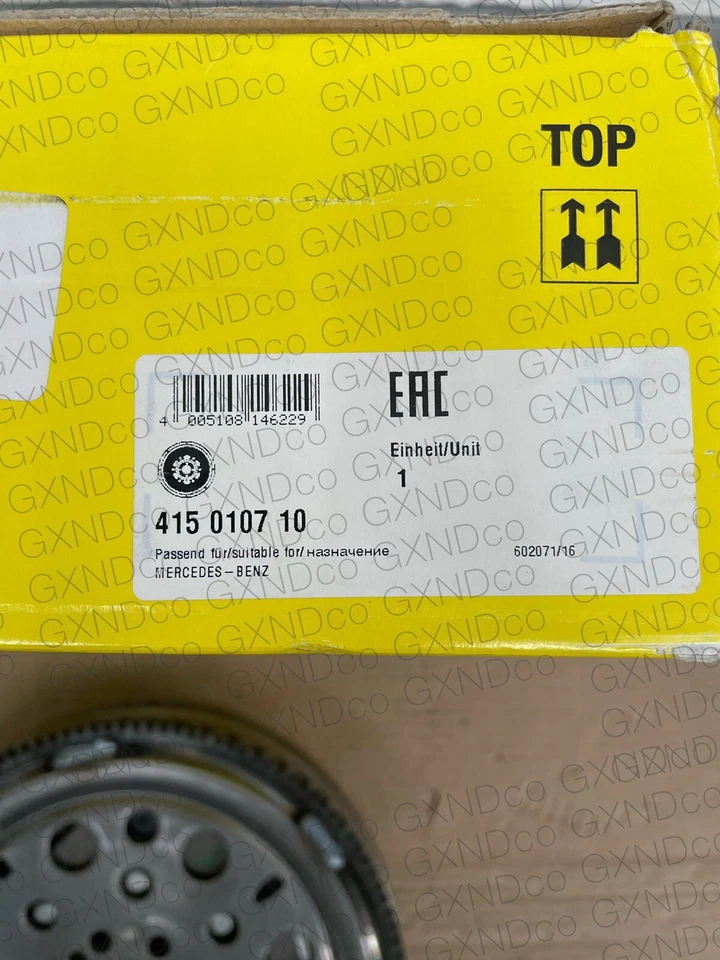 TOP
EAC
4 005108 146229
Einheit/Unit
1
415 0107 10
Passend für/suitable for/назначение
602071/16
MERCEDES-BENZ
GXNDco